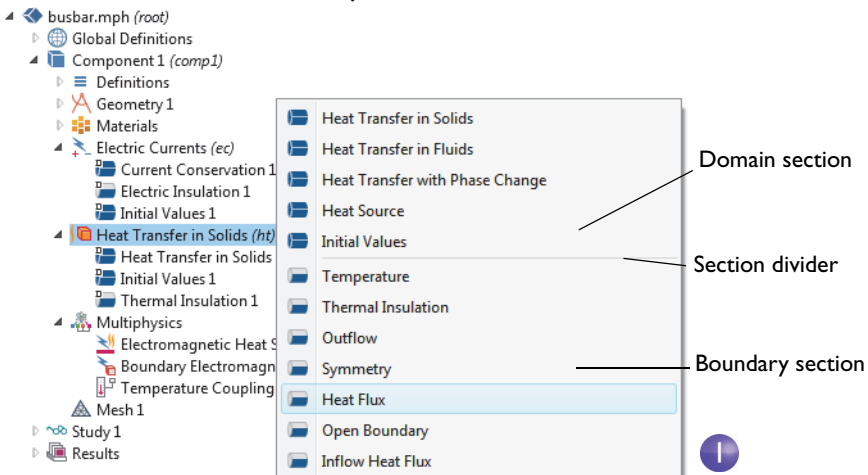 busbar.mph (root)
Global Definitions
Component 1 (comp1)
Definitions
Geometry 1
Materials
Electric Currents (ec)
Current Conservation 1
Electric Insulation 1
Initial Values 1
Heat Transfer in Solids (ht)
Heat Transfer in Solids
Initial Values 1
Thermal Insulation 1
Multiphysics
Electromagnetic Heat S
Boundary Electromagn
Temperature Coupling
Mesh 1
Study 1
Results
Heat Transfer in Solids
Heat Transfer in Fluids
Heat Transfer with Phase Change
Heat Source
Initial Values
Temperature
Thermal Insulation
Outflow
Symmetry
Heat Flux
Open Boundary
Inflow Heat Flux
Domain section
Section divider
Boundary section
1